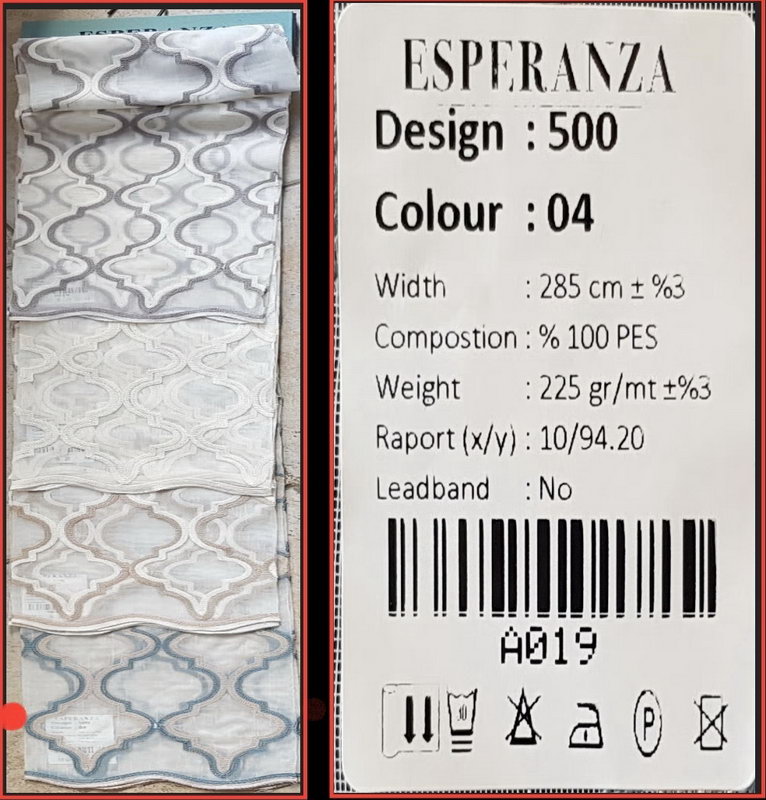 ESPERANZA
ESPERANZA
Design : 500
Colour : 04
Width : 285 cm ± %3
Compostion : % 100 PES
Weight : 225 gr/mt ±%3
Raport (x/y) : 10/94.20
Leadband : No
A019
P